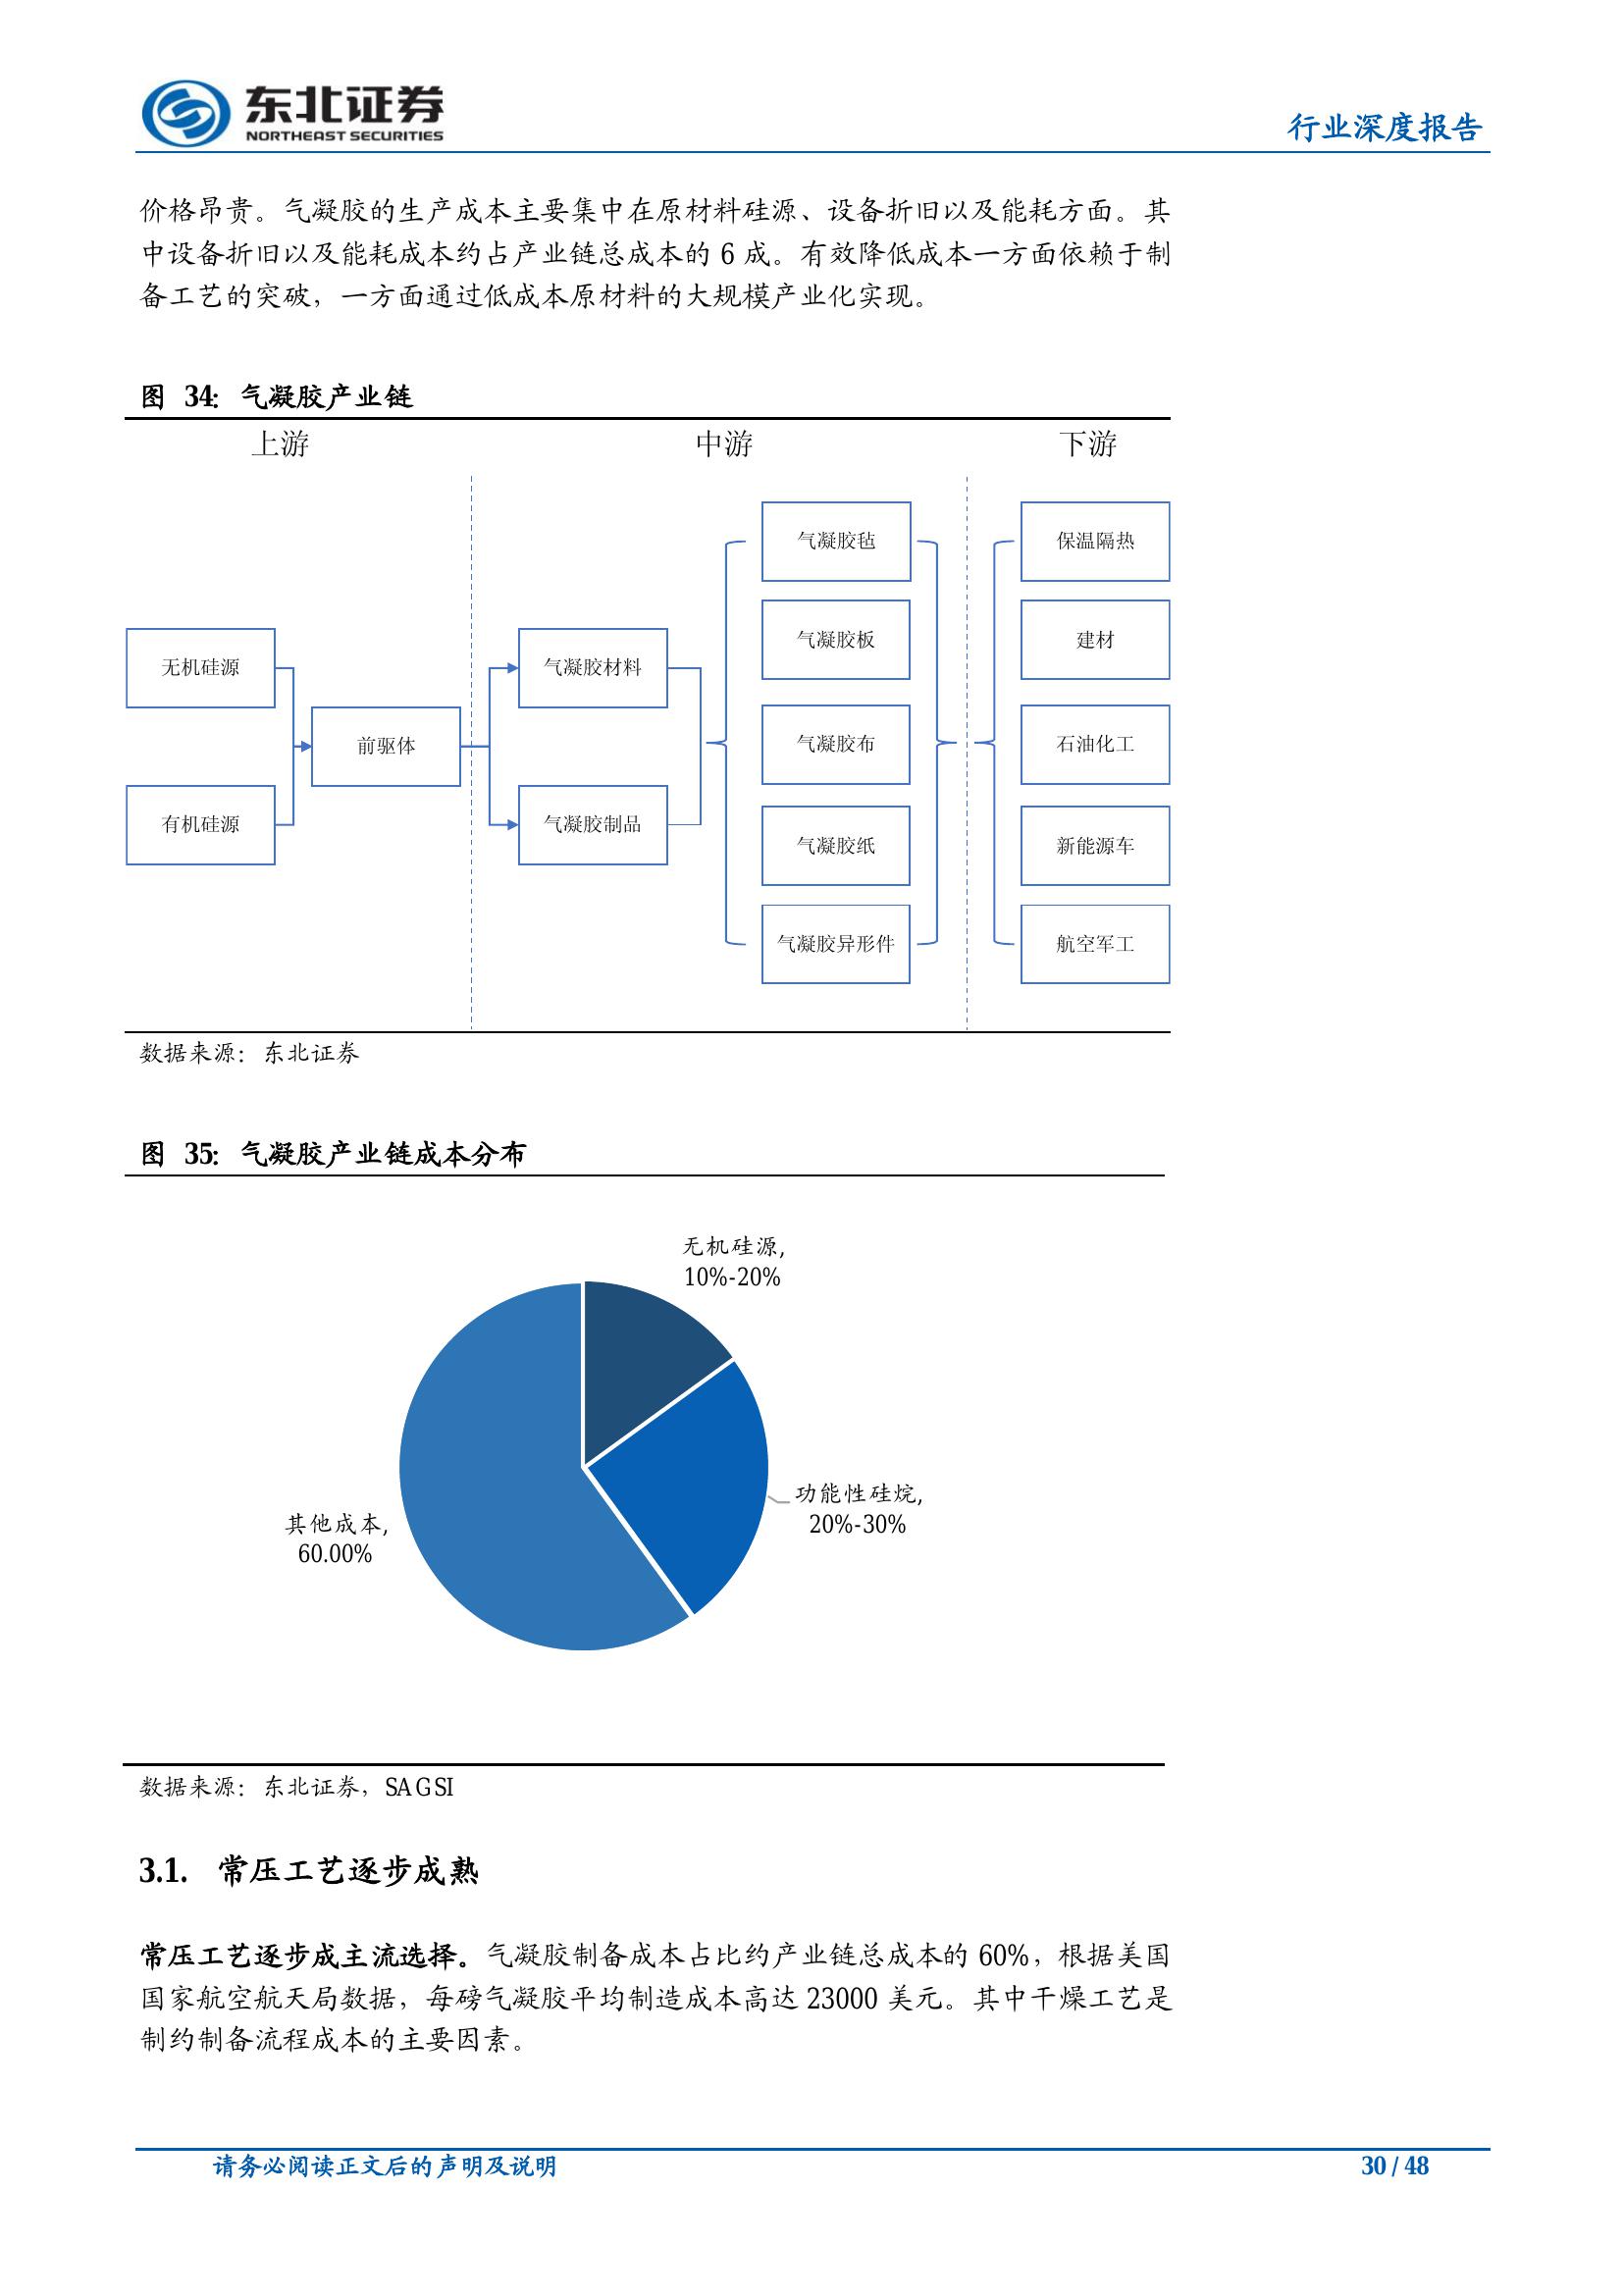 东北证券
NORTHEAST SECURITIES
行业深度报告
价格昂贵。气凝胶的生产成本主要集中在原材料硅源、设备折旧以及能耗方面。其
中设备折旧以及能耗成本约占产业链总成本的 6 成。有效降低成本一方面依赖于制
备工艺的突破，一方面通过低成本原材料的大规模产业化实现。
图 34：气凝胶产业链
上游
中游
下游
无机硅源
有机硅源
前驱体
气凝胶材料
气凝胶制品
气凝胶毡
气凝胶板
气凝胶布
气凝胶纸
气凝胶异形件
保温隔热
建材
石油化工
新能源车
航空军工
数据来源：东北证券
图 35：气凝胶产业链成本分布
无机硅源,
10%-20%
功能性硅烷,
20%-30%
其他成本,
60.00%
数据来源：东北证券，SAGSI
3.1. 常压工艺逐步成熟
常压工艺逐步成主流选择。气凝胶制备成本占比约产业链总成本的 60%，根据美国
国家航空航天局数据，每磅气凝胶平均制造成本高达 23000 美元。其中干燥工艺是
制约制备流程成本的主要因素。
请务必阅读正文后的声明及说明
30 / 48